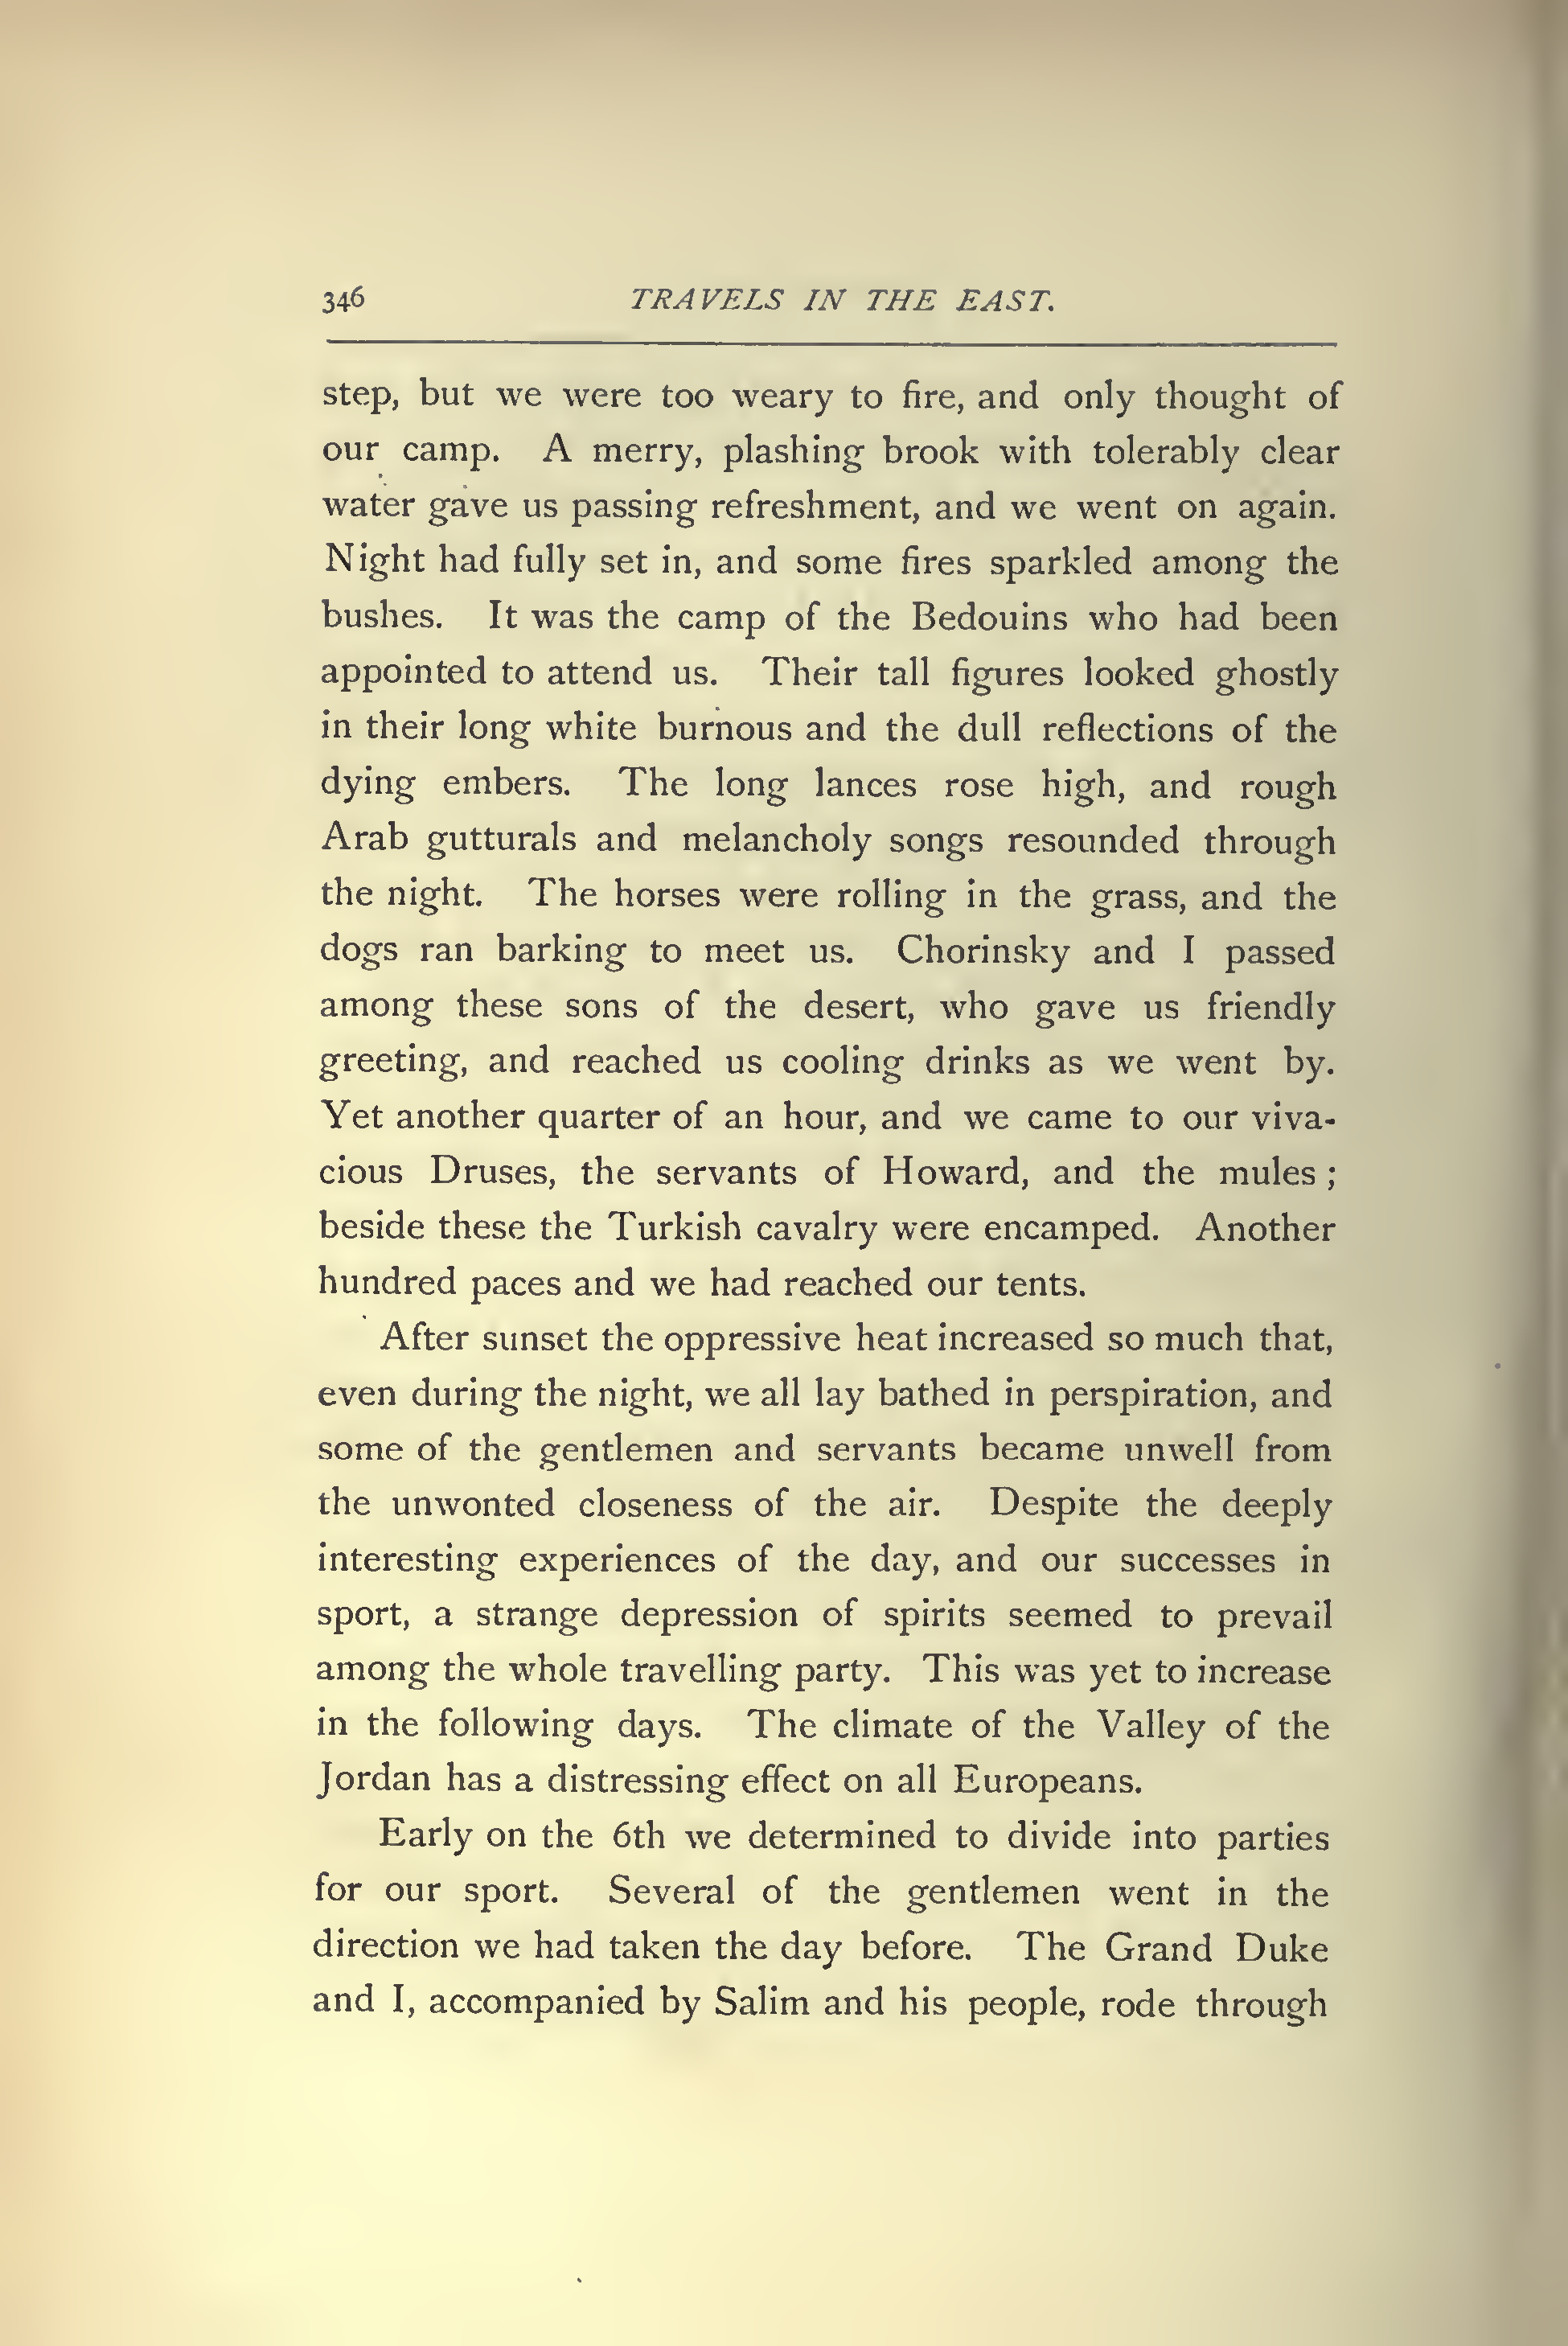 346 TRAVELS IN THE EAST.
step, but we were too weary to fire, and only thought of
our camp. A merry, plashing brook with tolerably clear
water gave us passing refreshment, and we went on again.
Night had fully set in, and some fires sparkled among the
bushes. It was the camp of the Bedouins who had been
appointed to attend us. Their tall figures looked ghostly
in their long white burnous and the dull reflections of the
dying embers. The long lances rose high, and rough
Arab gutturals and melancholy songs resounded through
the night. The horses were rolling in the grass, and the
dogs ran barking to meet us. Chorinsky and I passed
among these sons of the desert, who gave us friendly
greeting, and reached us cooling drinks as we went by.
Yet another quarter of an hour, and we came to our viva-
cious Druses, the servants of Howard, and the mules ;
beside these the Turkish cavalry were encamped. Another
hundred paces and we had reached our tents.
After sunset the oppressive heat increased so much that,
even during the night, we all lay bathed in perspiration, and
some of the gentlemen and servants became unwell from
the unwonted closeness of the air. Despite the deeply
interesting experiences of the day, and our successes in
sport, a strange depression of spirits seemed to prevail
among the whole travelling party. This was yet to increase
in the following days. The climate of the Valley of the
Jordan has a distressing effect on all Europeans.
Early on the 6th we determined to divide into parties
for our sport. Several of the gentlemen went in the
direction we had taken the day before. The Grand Duke
and I, accompanied by Salim and his people, rode through